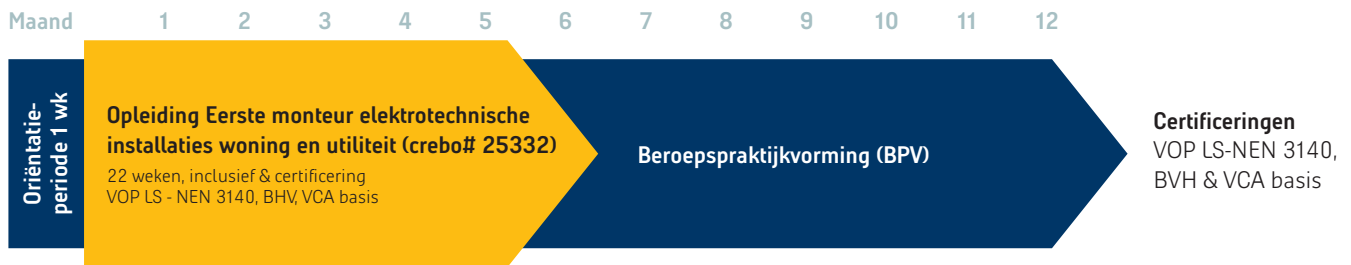 Maand 1 2 3 4 5 6 7 8 9 10 11 12
Oriëntatie-
periode 1 wk
Opleiding Eerste monteur elektrotechnische
installaties woning en utiliteit (crebo# 25332)
22 weken, inclusief & certificering
VOP LS - NEN 3140, BHV, VCA basis
Beroepspraktijkvorming (BPV)
Certificeringen
VOP LS-NEN 3140,
BVH & VCA basis